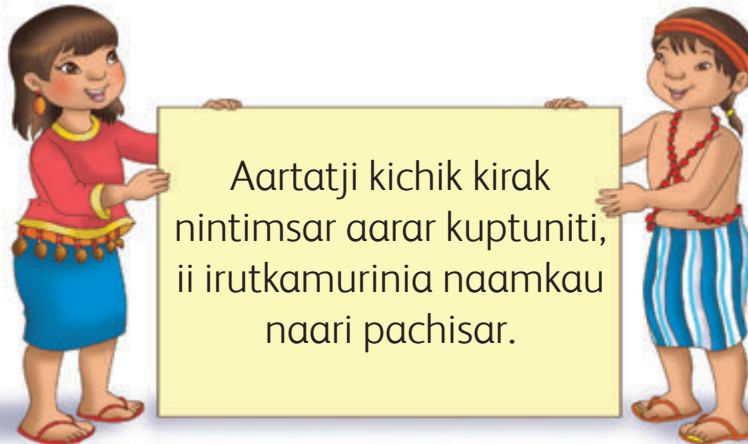 Aartatji kichik kirak
nintimsar aarar kuptuniti,
ii irutkamurinia naamkau
naari pachisar.